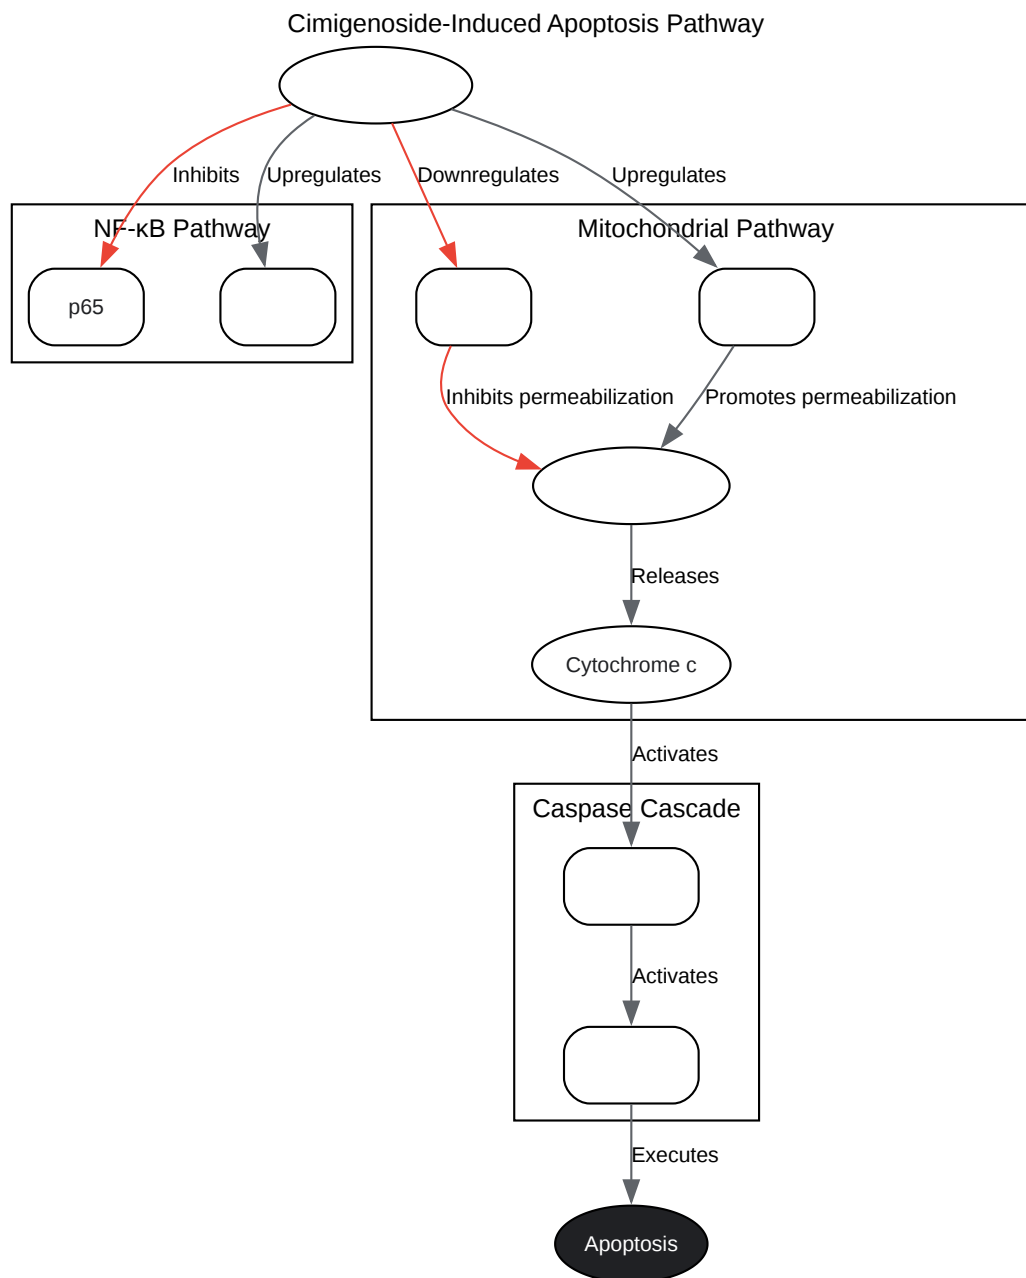 Cimigenoside-Induced Apoptosis Pathway
Inhibits
Upregulates
Downregulates
Upregulates
NF-κB Pathway
Mitochondrial Pathway
p65
Inhibits permeabilization
Promotes permeabilization
Releases
Cytochrome c
Activates
Caspase Cascade
Activates
Executes
Apoptosis